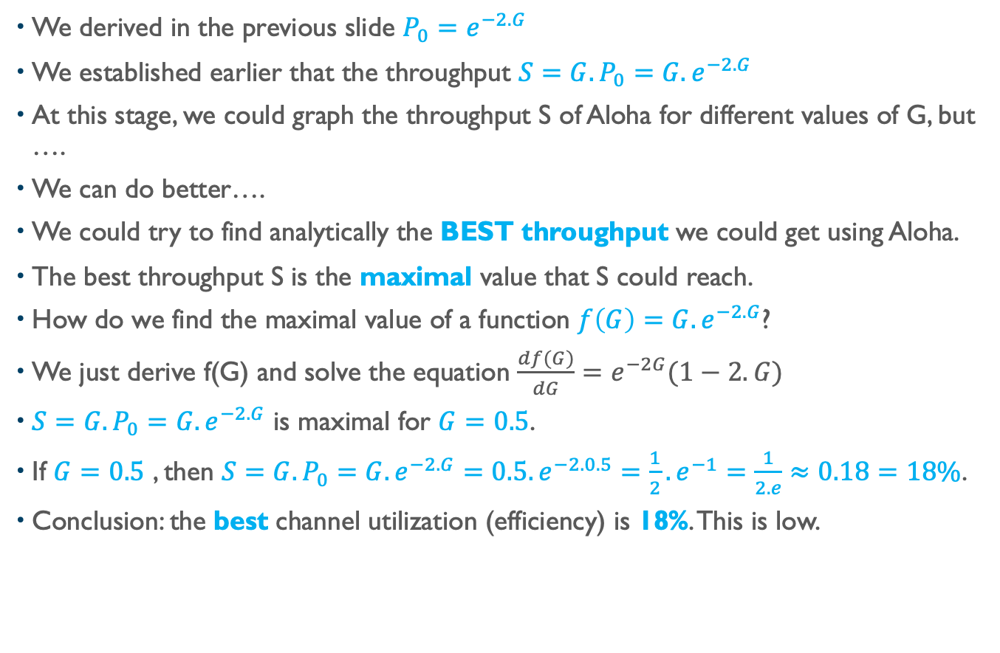 • We derived in the previous slide P₀ = e^{−2.G}
• We established earlier that the throughput S = G.P₀ = G.e^{−2.G}
• At this stage, we could graph the throughput S of Aloha for different values of G, but
….
• We can do better….
• We could try to find analytically the BEST throughput we could get using Aloha.
• The best throughput S is the maximal value that S could reach.
• How do we find the maximal value of a function f(G) = G.e^{−2.G}?
• We just derive f(G) and solve the equation \frac{df(G)}{dG} = e^{−2G}(1 − 2.G)
• S = G.P₀ = G.e^{−2.G} is maximal for G = 0.5.
• If G = 0.5 , then S = G.P₀ = G.e^{−2.G} = 0.5.e^{−2.0.5} = \frac{1}{2}.e^{−1} = \frac{1}{2.e} ≈ 0.18 = 18%.
• Conclusion: the best channel utilization (efficiency) is 18%. This is low.